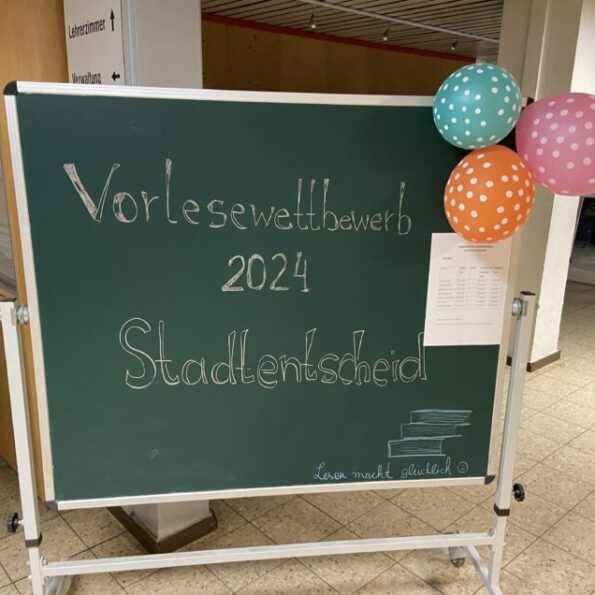 Lehrerzimmer ↑
Verwaltung ↑
Vorlesewettbewerb
2024
Stadtentscheid
Lesen macht glücklich ☺